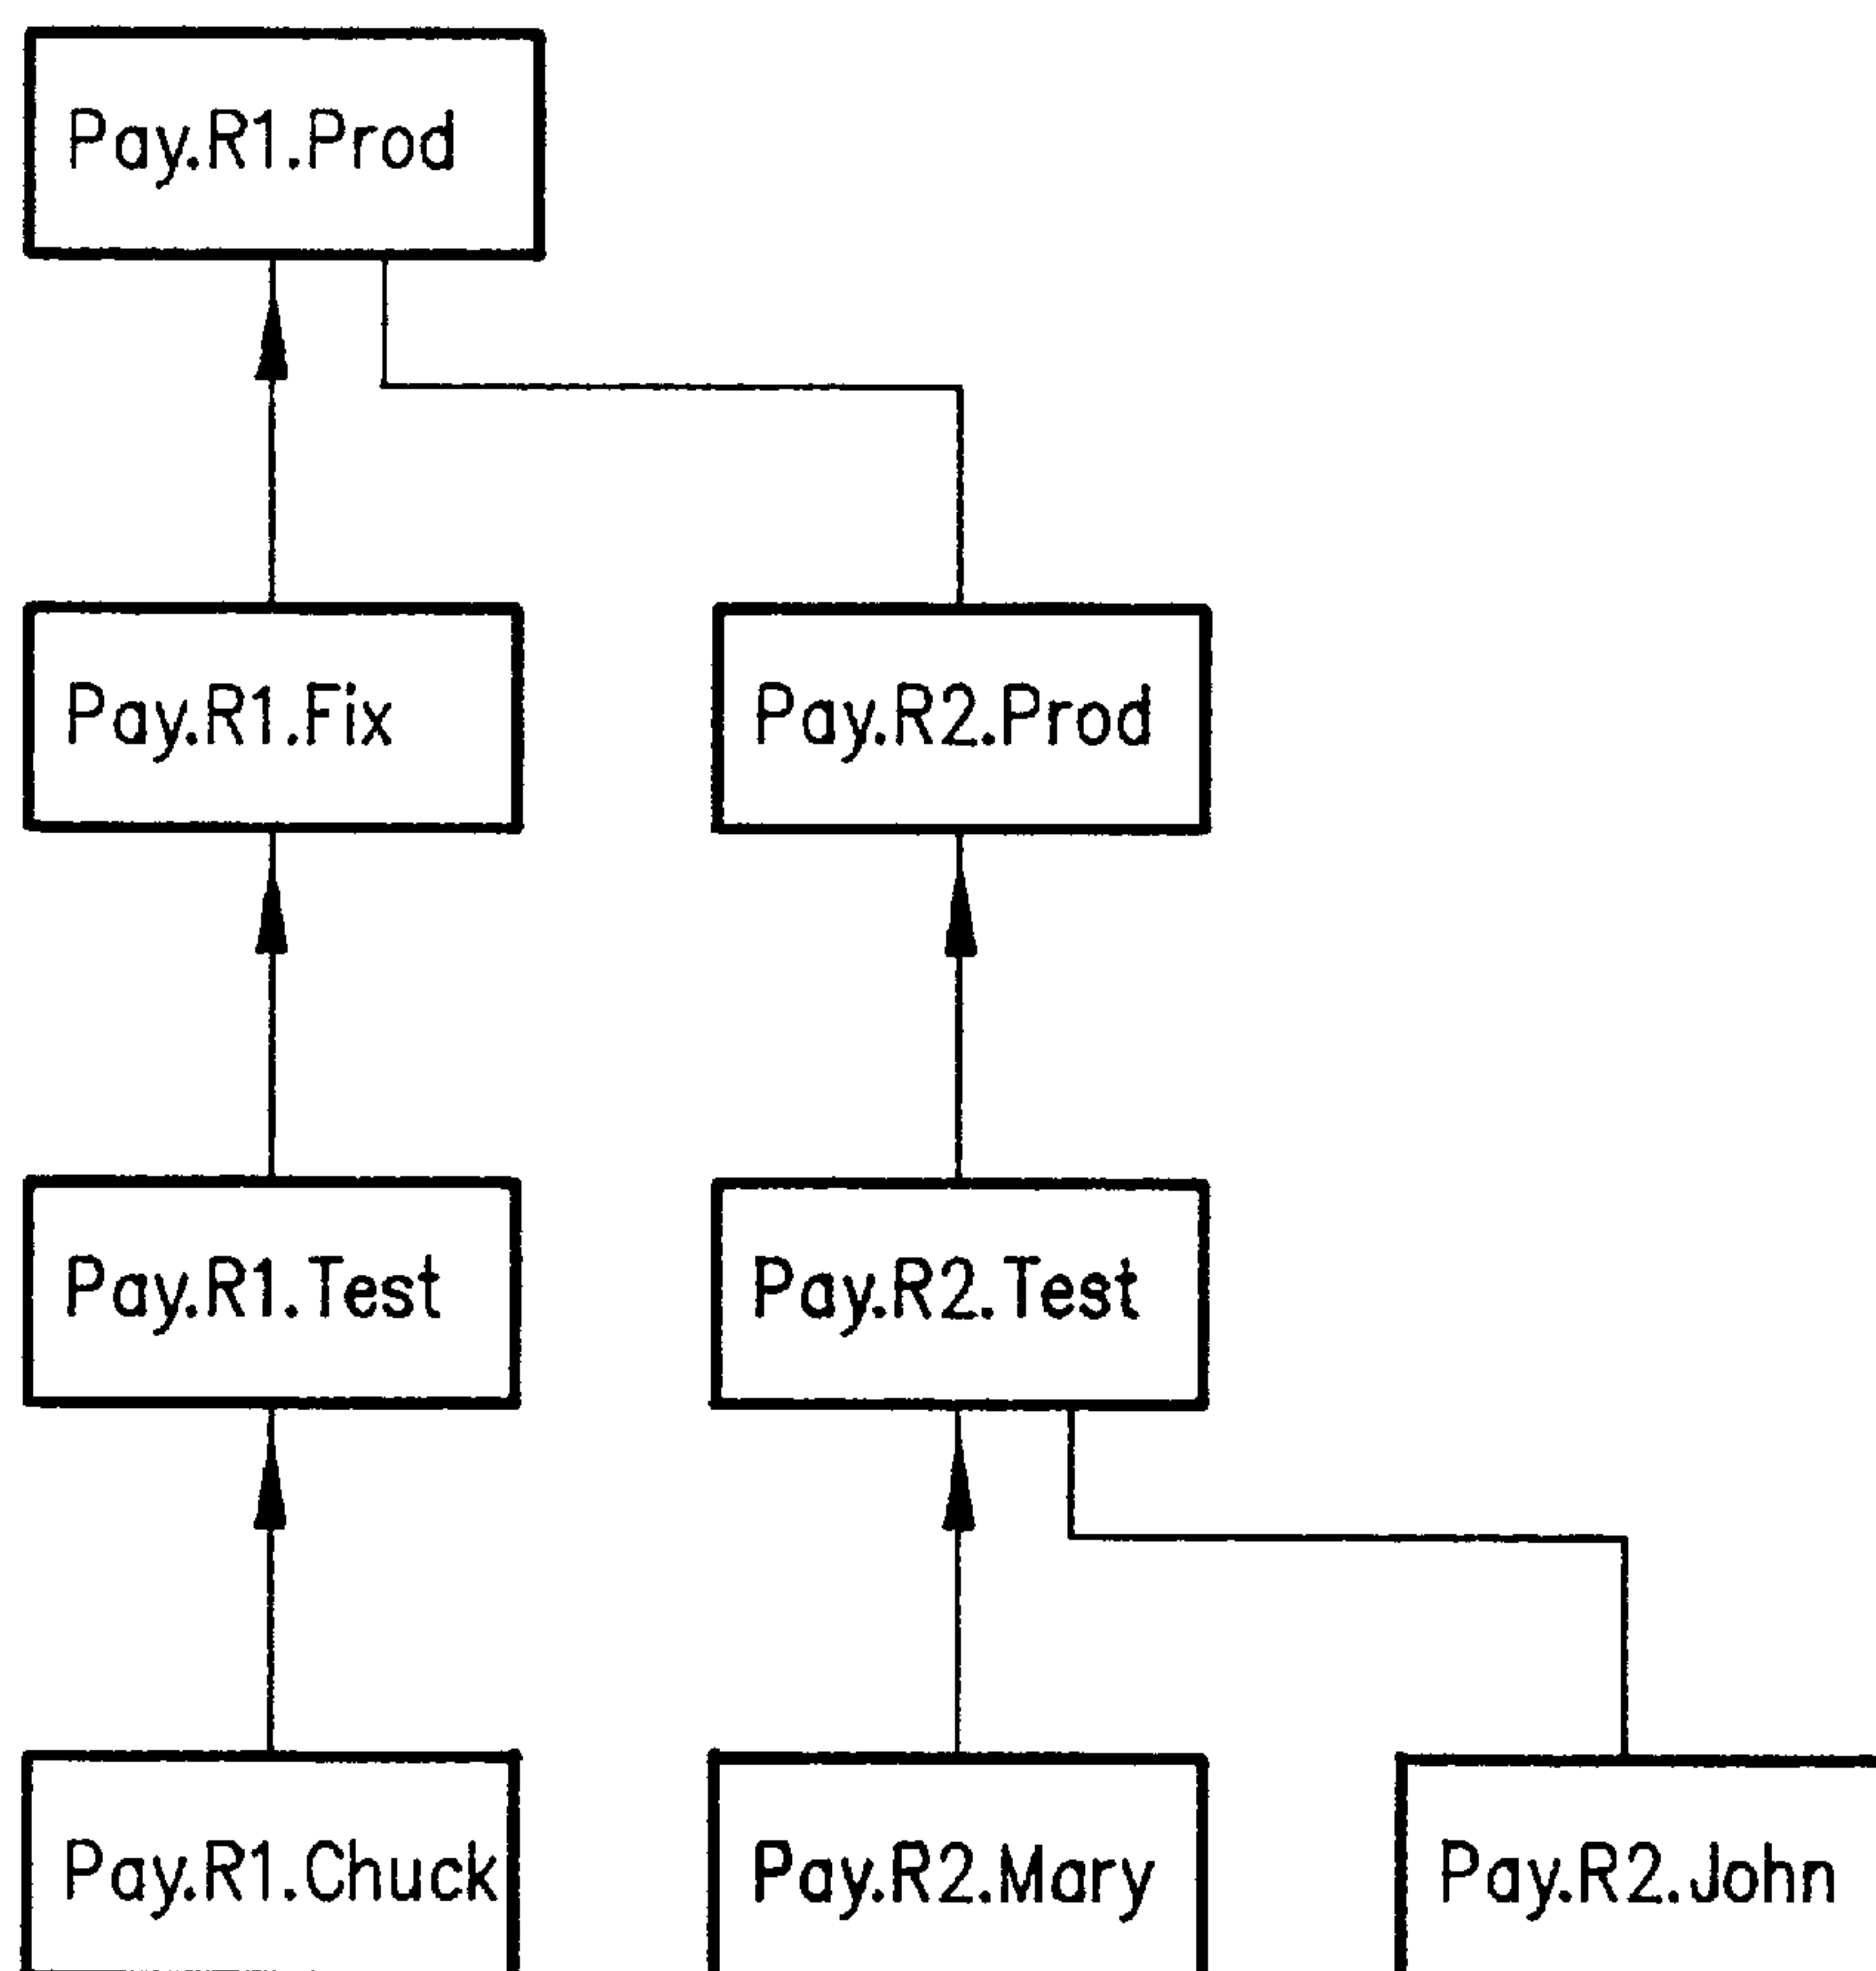 Pay.R1.Prod
Pay.R1.Fix
Pay.R2.Prod
Pay.R1.Test
Pay.R2.Test
Pay.R1.Chuck
Pay.R2.Mary
Pay.R2.John